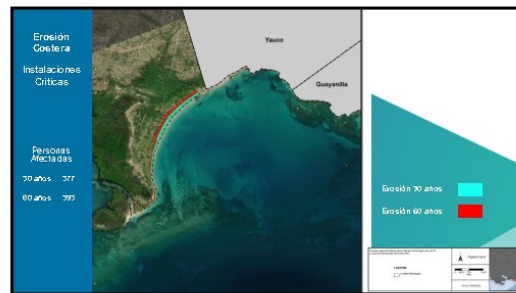 Erosión
Costera
Instalaciones
Críticas
Personas
Afectadas
30 años 377
60 años 393
Yauco
Guayanilla
Erosión 30 años
Erosión 60 años
Leyenda